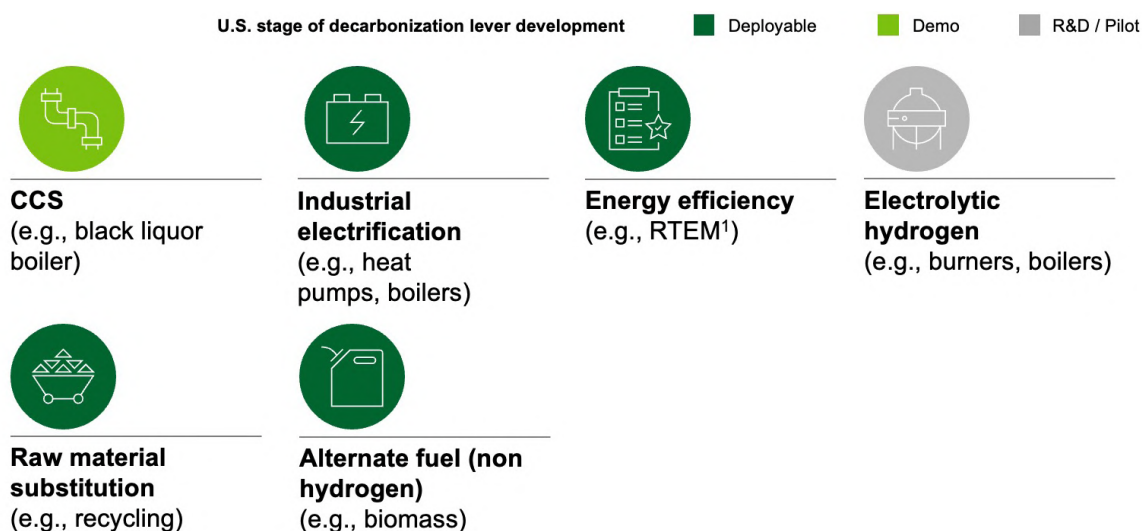 U.S. stage of decarbonization lever development
Deployable
Demo
R&D / Pilot
CCS
(e.g., black liquor
boiler)
Industrial
electrification
(e.g., heat
pumps, boilers)
Energy efficiency
(e.g., RTEM¹)
Electrolytic
hydrogen
(e.g., burners, boilers)
Raw material
substitution
(e.g., recycling)
Alternate fuel (non
hydrogen)
(e.g., biomass)